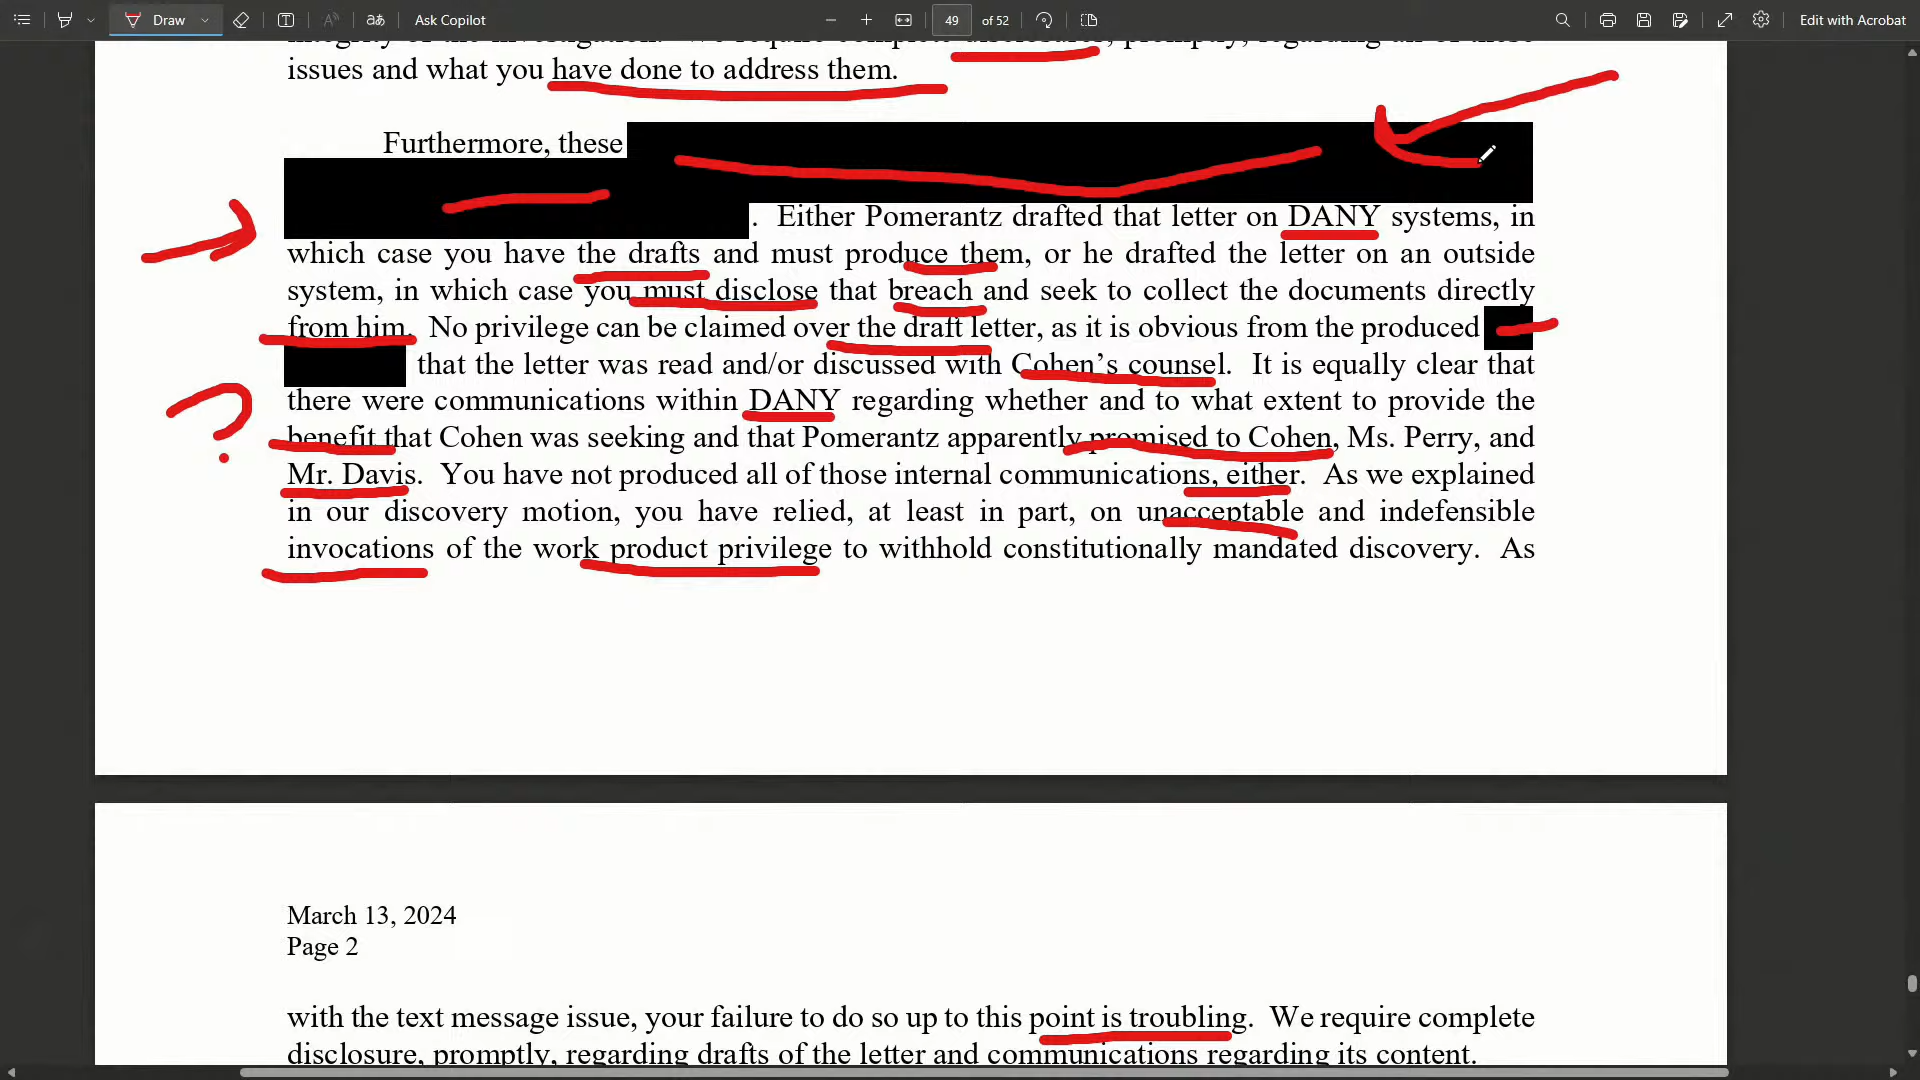 Draw
aあ
Ask Copilot
49
of 52
Edit with Acrobat
issues and what you have done to address them.
Furthermore, these
. Either Pomerantz drafted that letter on DANY systems, in
which case you have the drafts and must produce them, or he drafted the letter on an outside
system, in which case you must disclose that breach and seek to collect the documents directly
from him. No privilege can be claimed over the draft letter, as it is obvious from the produced
that the letter was read and/or discussed with Cohen’s counsel. It is equally clear that
there were communications within DANY regarding whether and to what extent to provide the
benefit that Cohen was seeking and that Pomerantz apparently promised to Cohen, Ms. Perry, and
Mr. Davis. You have not produced all of those internal communications, either. As we explained
in our discovery motion, you have relied, at least in part, on unacceptable and indefensible
invocations of the work product privilege to withhold constitutionally mandated discovery. As
March 13, 2024
Page 2
with the text message issue, your failure to do so up to this point is troubling. We require complete
disclosure, promptly, regarding drafts of the letter and communications regarding its content.